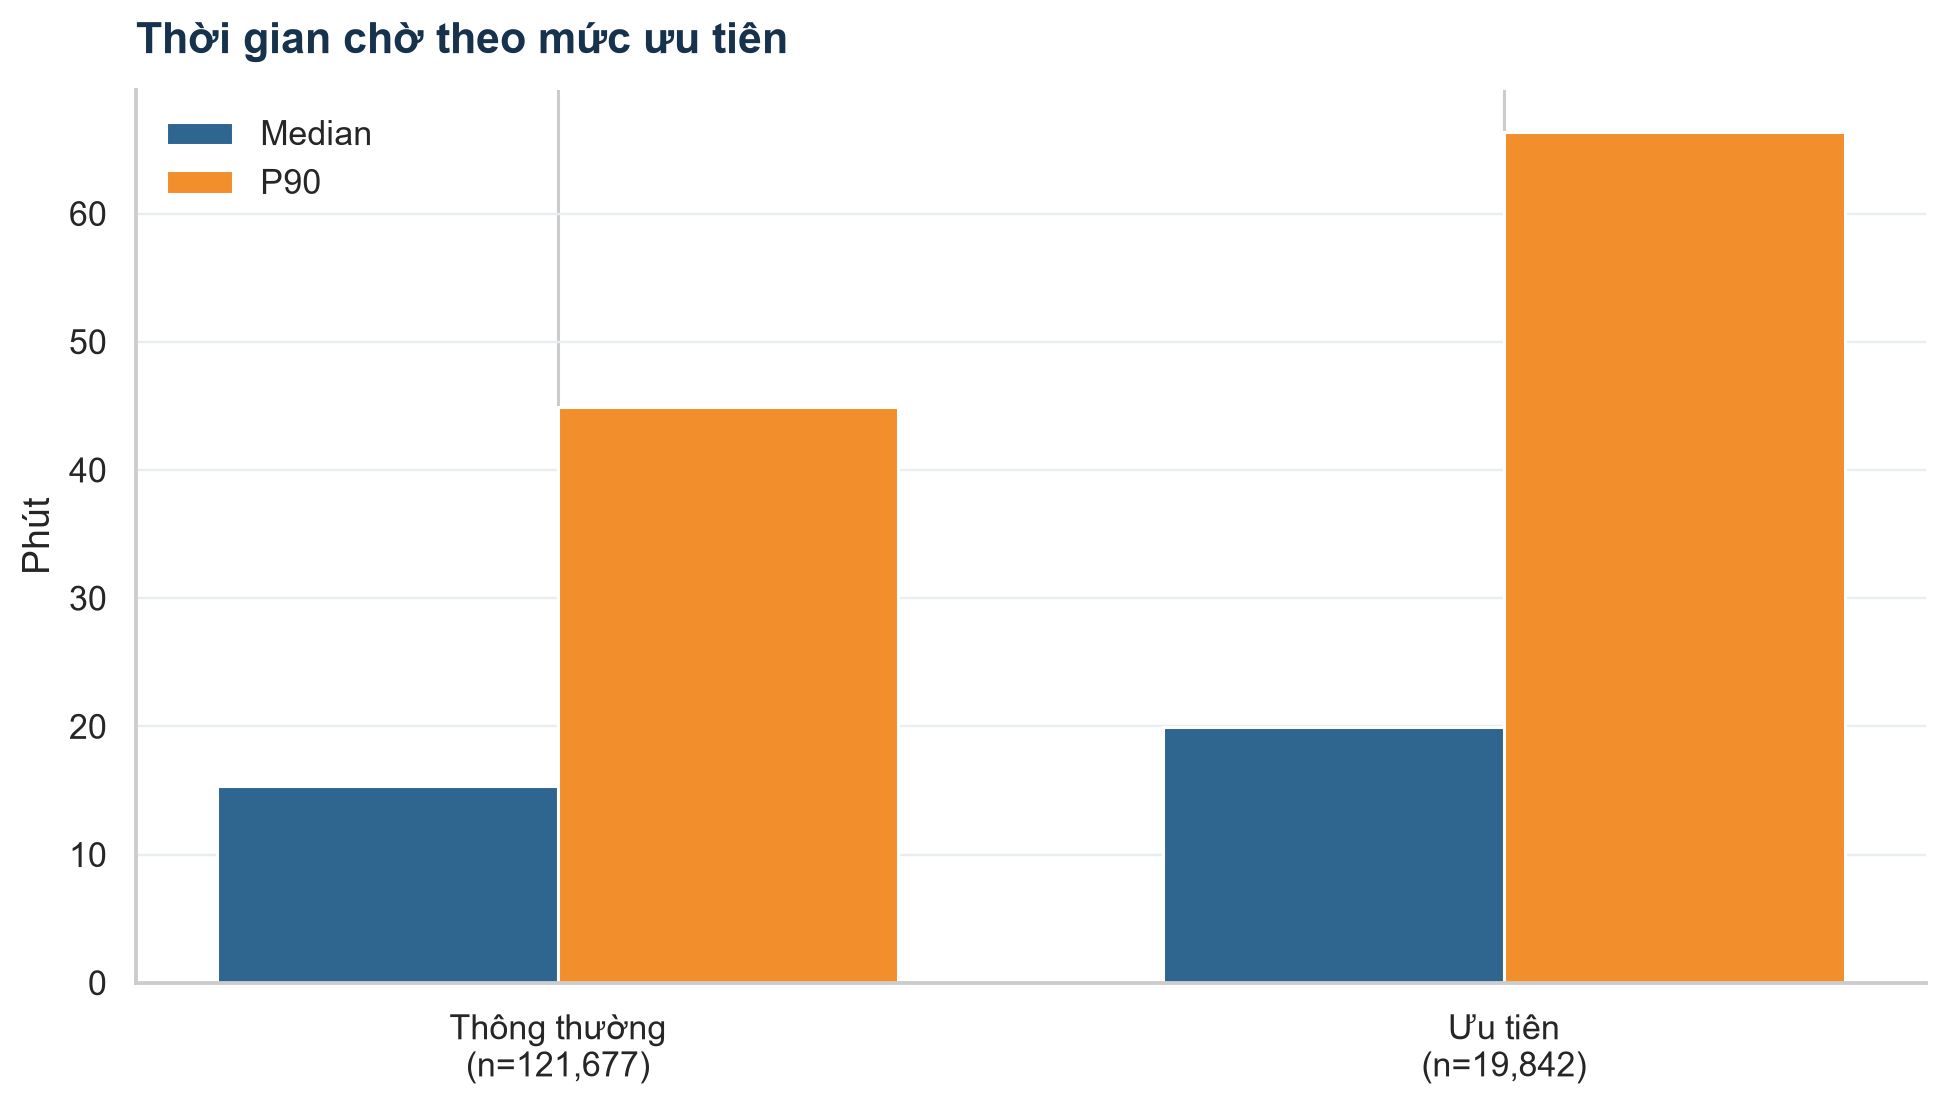 Thời gian chờ theo mức ưu tiên
Median
P90
60
50
40
30
20
10
0
Phút
Thông thường
(n=121,677)
Ưu tiên
(n=19,842)